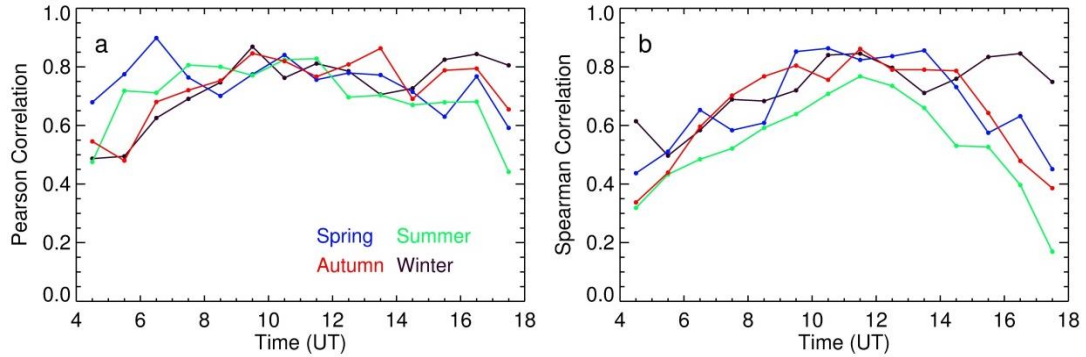 a
Pearson Correlation
1.0
0.8
0.6
0.4
0.2
0.0
Spring Summer
Autumn Winter
4 6 8 10 12 14 16 18
Time (UT)
b
Spearman Correlation
1.0
0.8
0.6
0.4
0.2
0.0
4 6 8 10 12 14 16 18
Time (UT)